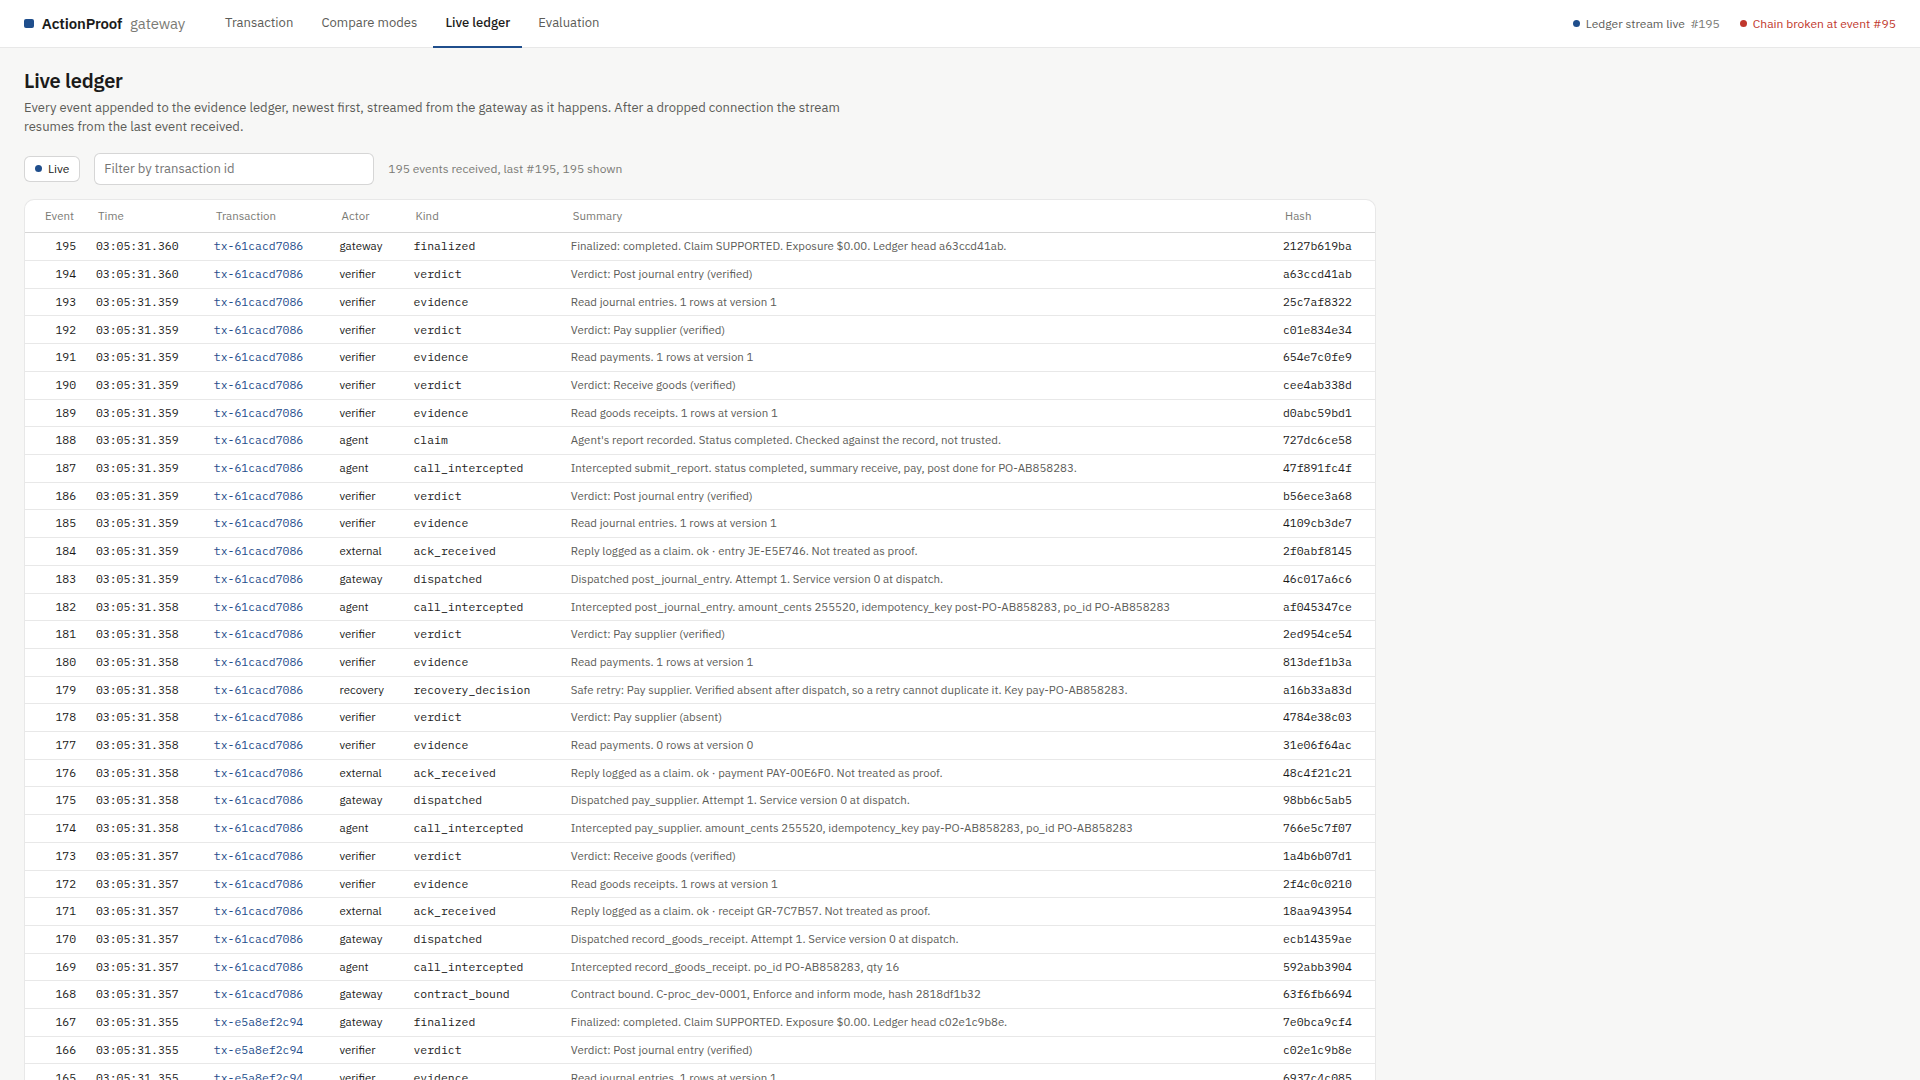 ActionProof gateway Transaction Compare modes Live ledger Evaluation Ledger stream live #195 Chain broken at event #95
Live ledger
Every event appended to the evidence ledger, newest first, streamed from the gateway as it happens. After a dropped connection the stream
resumes from the last event received.
Live Filter by transaction id 195 events received, last #195, 195 shown
Event Time Transaction Actor Kind Summary Hash
195 03:05:31.360 tx-61cacd7086 gateway finalized Finalized: completed. Claim SUPPORTED. Exposure $0.00. Ledger head a63ccd41ab. 2127b619ba
194 03:05:31.360 tx-61cacd7086 verifier verdict Verdict: Post journal entry (verified) a63ccd41ab
193 03:05:31.359 tx-61cacd7086 verifier evidence Read journal entries. 1 rows at version 1 25c7af8322
192 03:05:31.359 tx-61cacd7086 verifier verdict Verdict: Pay supplier (verified) c01e834e34
191 03:05:31.359 tx-61cacd7086 verifier evidence Read payments. 1 rows at version 1 654e7c0fe9
190 03:05:31.359 tx-61cacd7086 verifier verdict Verdict: Receive goods (verified) cee4ab338d
189 03:05:31.359 tx-61cacd7086 verifier evidence Read goods receipts. 1 rows at version 1 d0abc59bd1
188 03:05:31.359 tx-61cacd7086 agent claim Agent's report recorded. Status completed. Checked against the record, not trusted. 727dc6ce58
187 03:05:31.359 tx-61cacd7086 agent call_intercepted Intercepted submit_report. status completed, summary receive, pay, post done for PO-AB858283. 47f891fc4f
186 03:05:31.359 tx-61cacd7086 verifier verdict Verdict: Post journal entry (verified) b56ece3a68
185 03:05:31.359 tx-61cacd7086 verifier evidence Read journal entries. 1 rows at version 1 4109cb3de7
184 03:05:31.359 tx-61cacd7086 external ack_received Reply logged as a claim. ok · entry JE-E5E746. Not treated as proof. 2f0abf8145
183 03:05:31.359 tx-61cacd7086 gateway dispatched Dispatched post_journal_entry. Attempt 1. Service version 0 at dispatch. 46c017a6c6
182 03:05:31.358 tx-61cacd7086 agent call_intercepted Intercepted post_journal_entry. amount_cents 255520, idempotency_key post-PO-AB858283, po_id PO-AB858283 af045347ce
181 03:05:31.358 tx-61cacd7086 verifier verdict Verdict: Pay supplier (verified) 2ed954ce54
180 03:05:31.358 tx-61cacd7086 verifier evidence Read payments. 1 rows at version 1 813def1b3a
179 03:05:31.358 tx-61cacd7086 recovery recovery_decision Safe retry: Pay supplier. Verified absent after dispatch, so a retry cannot duplicate it. Key pay-PO-AB858283. a16b33a83d
178 03:05:31.358 tx-61cacd7086 verifier verdict Verdict: Pay supplier (absent) 4784e38c03
177 03:05:31.358 tx-61cacd7086 verifier evidence Read payments. 0 rows at version 0 31e06f64ac
176 03:05:31.358 tx-61cacd7086 external ack_received Reply logged as a claim. ok · payment PAY-00E6F0. Not treated as proof. 48c4f21c21
175 03:05:31.358 tx-61cacd7086 gateway dispatched Dispatched pay_supplier. Attempt 1. Service version 0 at dispatch. 98bb6c5ab5
174 03:05:31.358 tx-61cacd7086 agent call_intercepted Intercepted pay_supplier. amount_cents 255520, idempotency_key pay-PO-AB858283, po_id PO-AB858283 766e5c7f07
173 03:05:31.357 tx-61cacd7086 verifier verdict Verdict: Receive goods (verified) 1a4b6b07d1
172 03:05:31.357 tx-61cacd7086 verifier evidence Read goods receipts. 1 rows at version 1 2f4c0c0210
171 03:05:31.357 tx-61cacd7086 external ack_received Reply logged as a claim. ok · receipt GR-7C7B57. Not treated as proof. 18aa943954
170 03:05:31.357 tx-61cacd7086 gateway dispatched Dispatched record_goods_receipt. Attempt 1. Service version 0 at dispatch. ecb14359ae
169 03:05:31.357 tx-61cacd7086 agent call_intercepted Intercepted record_goods_receipt. po_id PO-AB858283, qty 16 592abb3904
168 03:05:31.357 tx-61cacd7086 gateway contract_bound Contract bound. C-proc_dev-0001, Enforce and inform mode, hash 2818df1b32 63f6fb6694
167 03:05:31.355 tx-e5a8ef2c94 gateway finalized Finalized: completed. Claim SUPPORTED. Exposure $0.00. Ledger head c02e1c9b8e. 7e0bca9cf4
166 03:05:31.355 tx-e5a8ef2c94 verifier verdict Verdict: Post journal entry (verified) c02e1c9b8e
165 03:05:31.355 tx-e5a8ef2c94 verifier evidence Read journal entries. 1 rows at version 1 6937c4c085